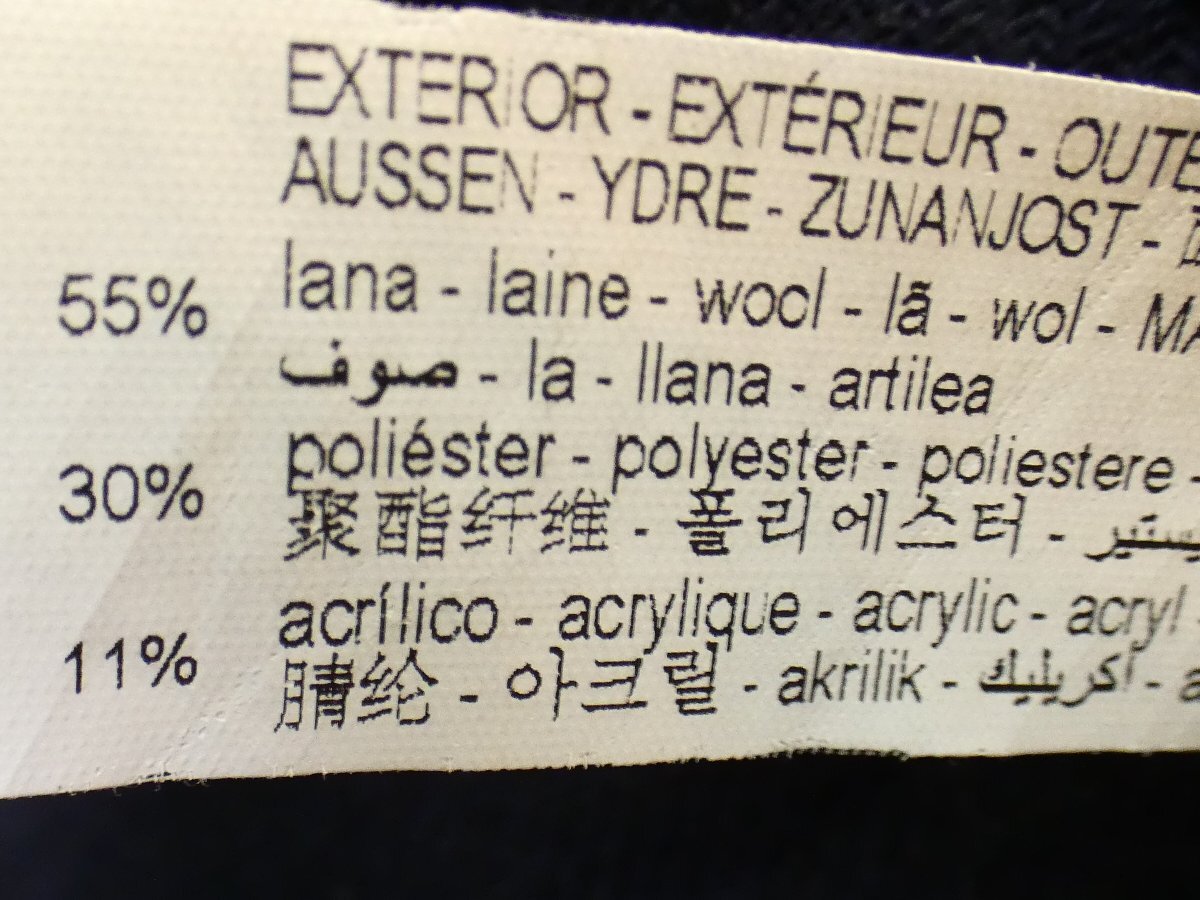 EXTERIOR - EXTÉRIEUR - OUTE
AUSSEN - YDRE - ZUNANJOST -
55% lana - laine - wool - lã - wol - MA
صوف - la - llana - artilea
30% poliéster - polyester - poliestere -
聚酯纤维 - 폴리에스터 -
11% acrílico - acrylique - acrylic - acryl -
腈纶 - 아크릴 - akrilik - أكريليك - a